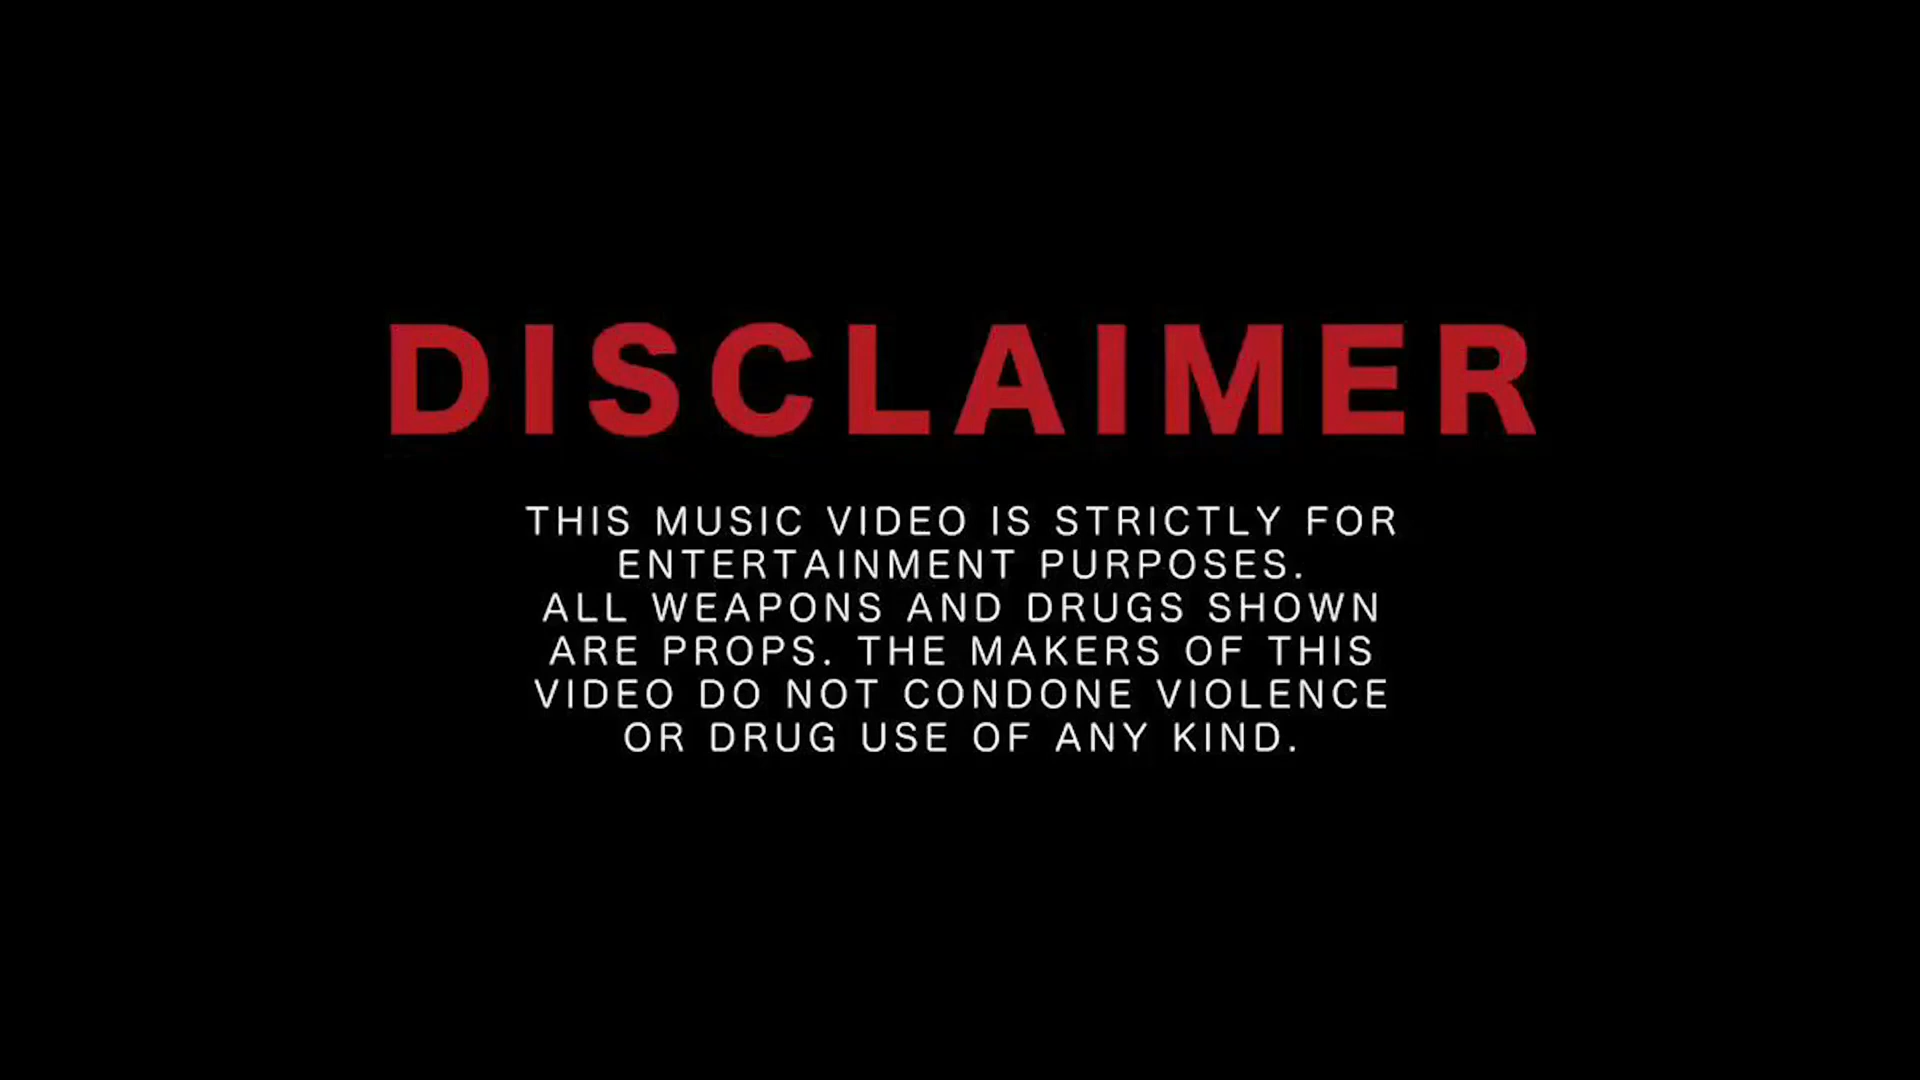 DISCLAIMER
THIS MUSIC VIDEO IS STRICTLY FOR
ENTERTAINMENT PURPOSES.
ALL WEAPONS AND DRUGS SHOWN
ARE PROPS. THE MAKERS OF THIS
VIDEO DO NOT CONDONE VIOLENCE
OR DRUG USE OF ANY KIND.